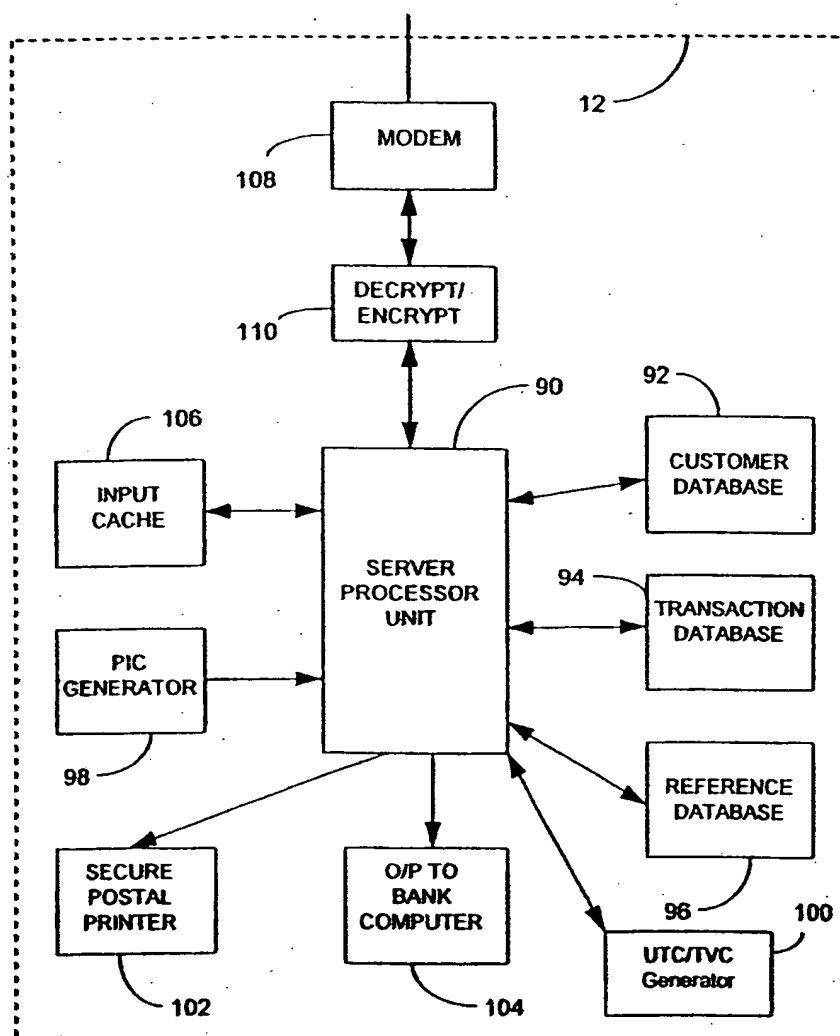 12
MODEM
108
DECRYPT/
ENCRYPT
110
90
92
106
INPUT
CACHE
CUSTOMER
DATABASE
SERVER
PROCESSOR
UNIT
94
TRANSACTION
DATABASE
PIC
GENERATOR
98
REFERENCE
DATABASE
96
SECURE
POSTAL
PRINTER
102
O/P TO
BANK
COMPUTER
104
100
UTC/TVC
Generator